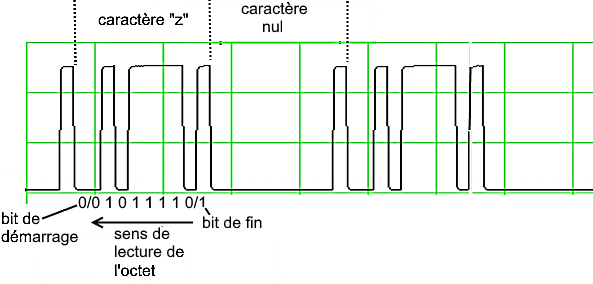 caractère "z"
caractère
nul
0/0 1 0 1 1 1 1 0/1
bit de
démarrage
bit de fin
sens de
lecture de
l'octet